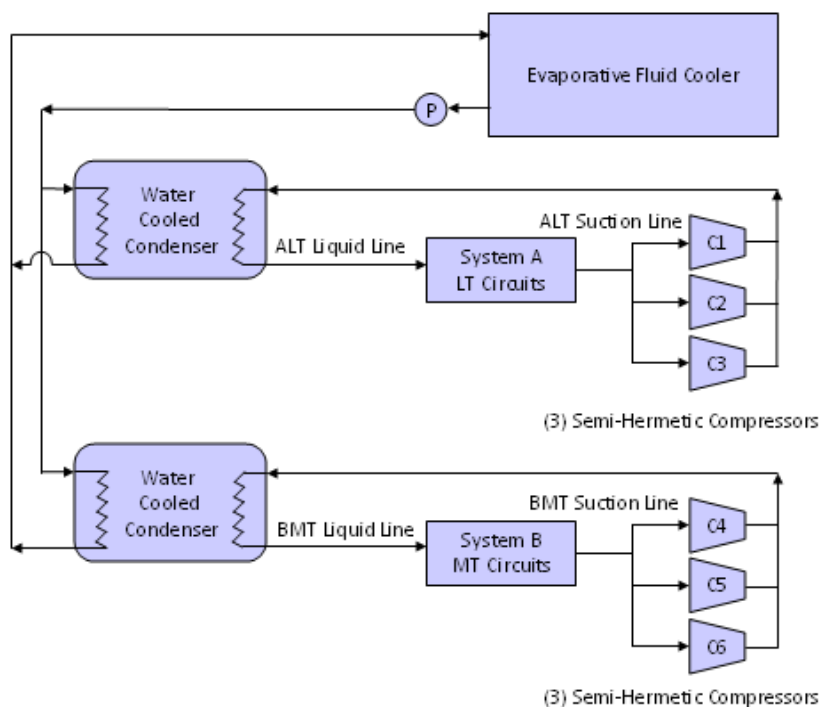 Evaporative Fluid Cooler
P
Water
Cooled
Condenser
ALT Liquid Line
System A
LT Circuits
ALT Suction Line
C1
C2
C3
(3) Semi-Hermetic Compressors
Water
Cooled
Condenser
BMT Liquid Line
System B
MT Circuits
BMT Suction Line
C4
C5
C6
(3) Semi-Hermetic Compressors